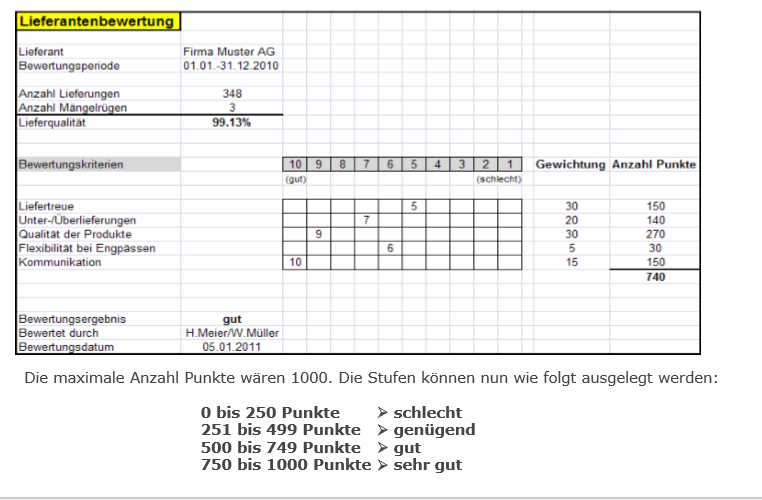 Lieferantenbewertung
Lieferant Firma Muster AG
Bewertungsperiode 01.01.-31.12.2010
Anzahl Lieferungen 348
Anzahl Mängelrügen 3
Lieferqualität 99.13%
Bewertungskriterien 10 9 8 7 6 5 4 3 2 1 Gewichtung Anzahl Punkte
(gut) (schlecht)
Liefertreue 5 30 150
Unter-/Überlieferungen 7 20 140
Qualität der Produkte 9 30 270
Flexibilität bei Engpässen 6 5 30
Kommunikation 10 15 150
740
Bewertungsergebnis gut
Bewertet durch H.Meier/W.Müller
Bewertungsdatum 05.01.2011
Die maximale Anzahl Punkte wären 1000. Die Stufen können nun wie folgt ausgelegt werden:
0 bis 250 Punkte ➢ schlecht
251 bis 499 Punkte ➢ genügend
500 bis 749 Punkte ➢ gut
750 bis 1000 Punkte ➢ sehr gut